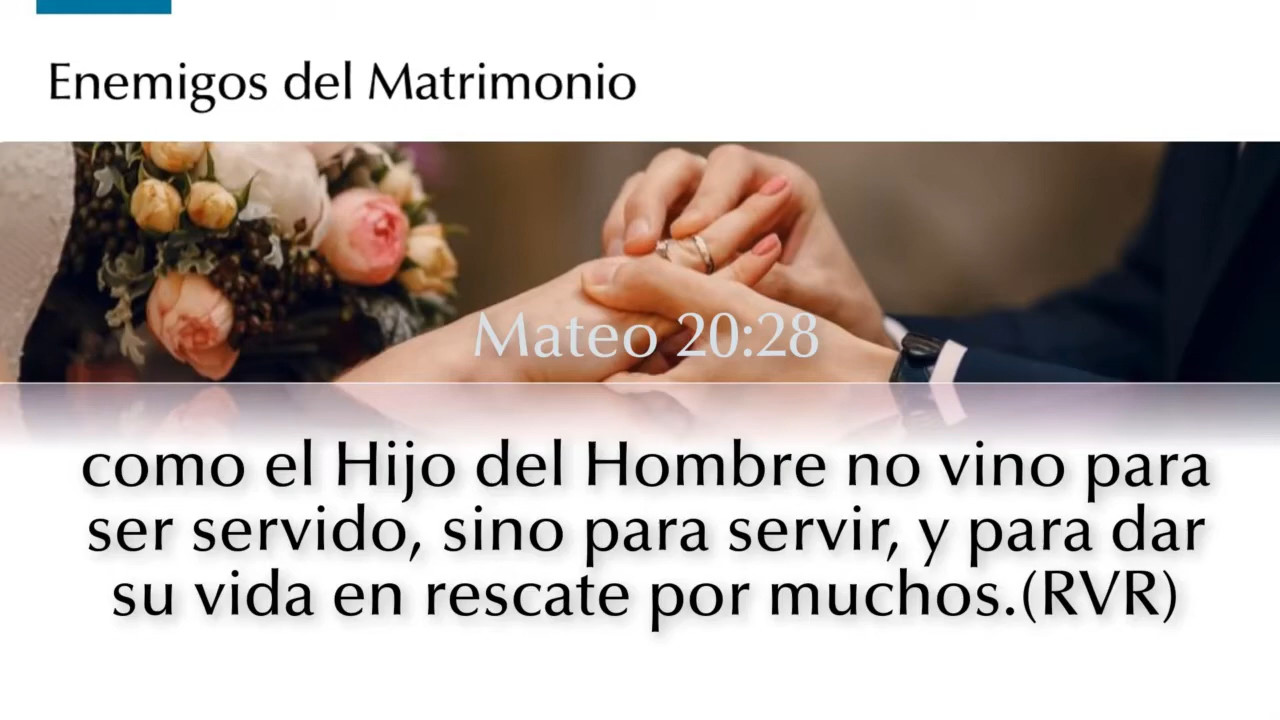 Enemigos del Matrimonio
Mateo 20:28
como el Hijo del Hombre no vino para
ser servido, sino para servir, y para dar
su vida en rescate por muchos.(RVR)